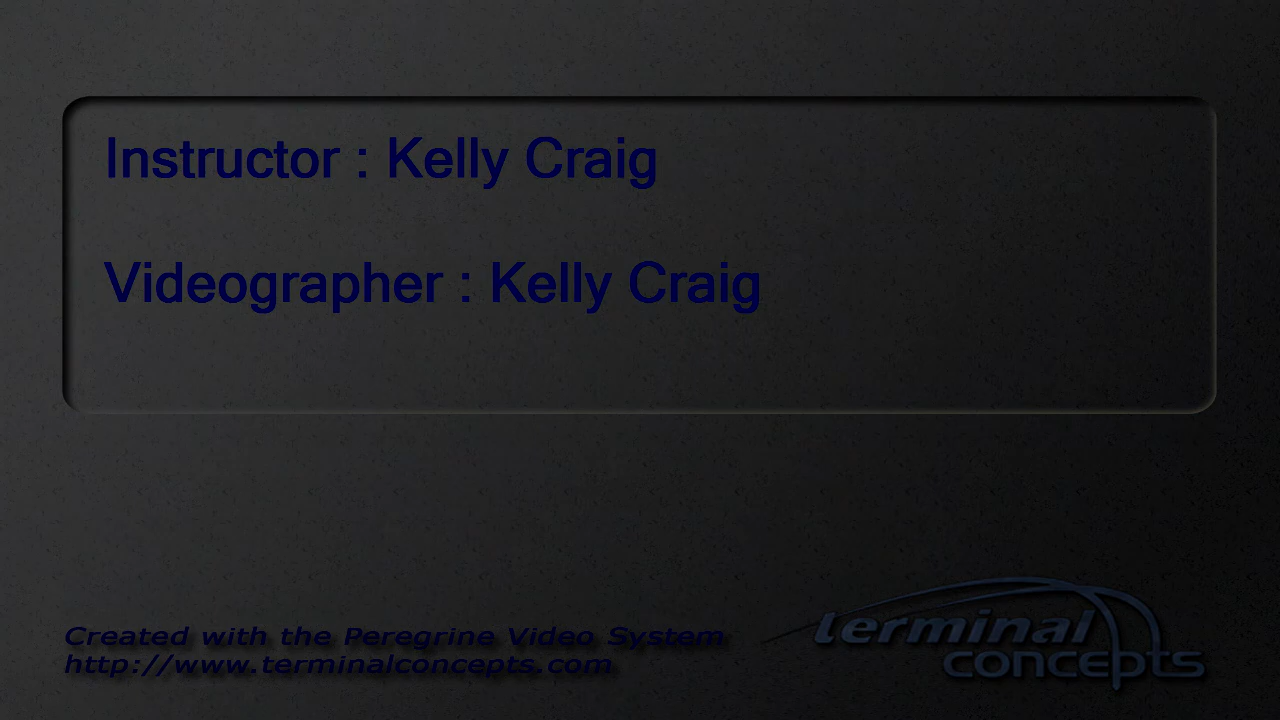 Instructor : Kelly Craig
Videographer : Kelly Craig
Created with the Peregrine Video System
http://www.terminalconcepts.com
terminal
concepts